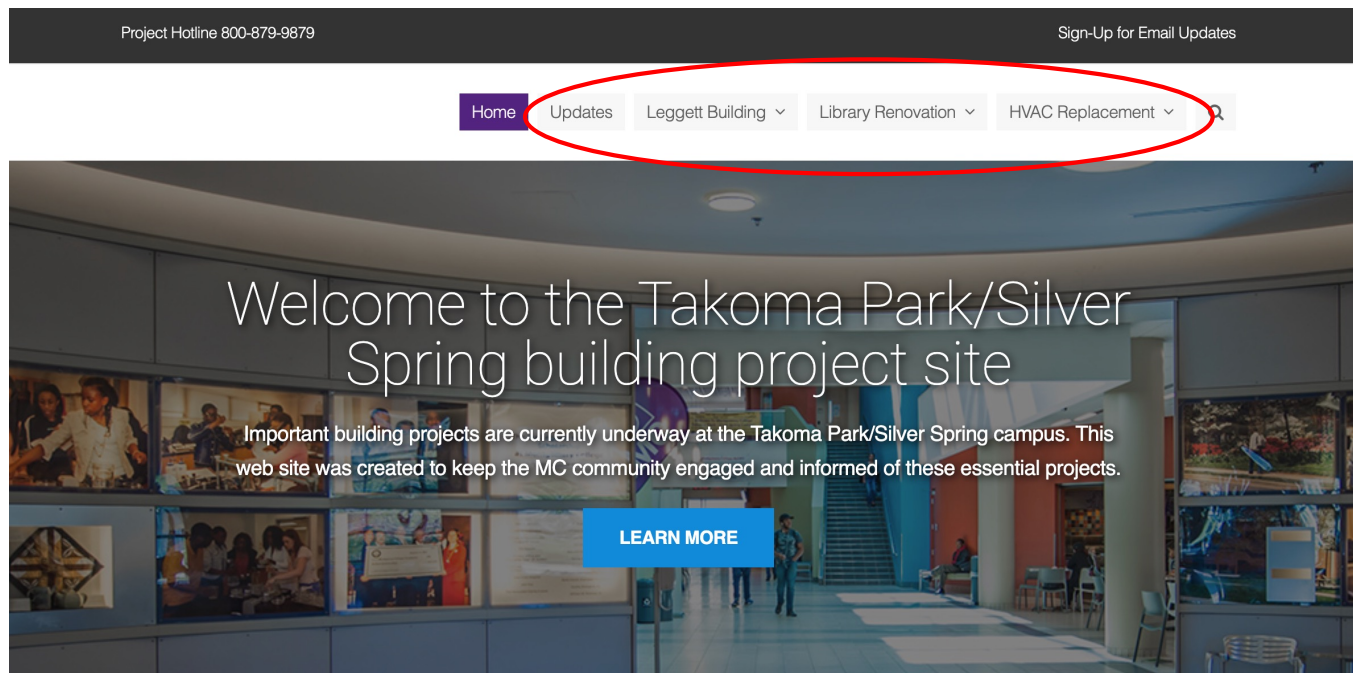 Project Hotline 800-879-9879
Sign-Up for Email Updates
Home Updates Leggett Building Library Renovation HVAC Replacement
Welcome to the Takoma Park/Silver
Spring building project site
Important building projects are currently underway at the Takoma Park/Silver Spring campus. This
web site was created to keep the MC community engaged and informed of these essential projects.
LEARN MORE